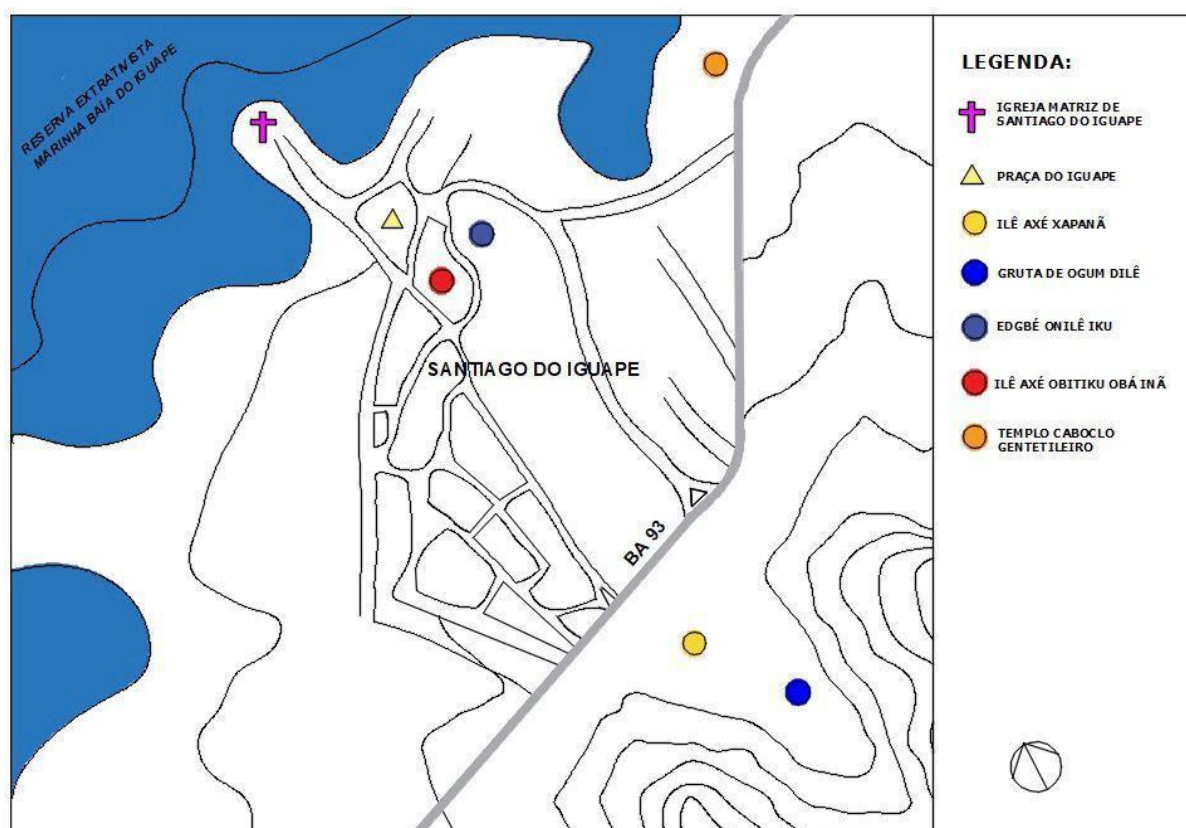 RESERVA EXTRATIVISTA
MARINHA BAÍA DO IGUAPE
SANTIAGO DO IGUAPE
BA 93
LEGENDA:
IGREJA MATRIZ DE
SANTIAGO DO IGUAPE
PRAÇA DO IGUAPE
ILÊ AXÉ XAPANÃ
GRUTA DE OGUM DILÊ
EDGBÉ ONILÊ IKU
ILÊ AXÉ OBITIKU OBÁ INÃ
TEMPLO CABOCLO
GENTETILEIRO